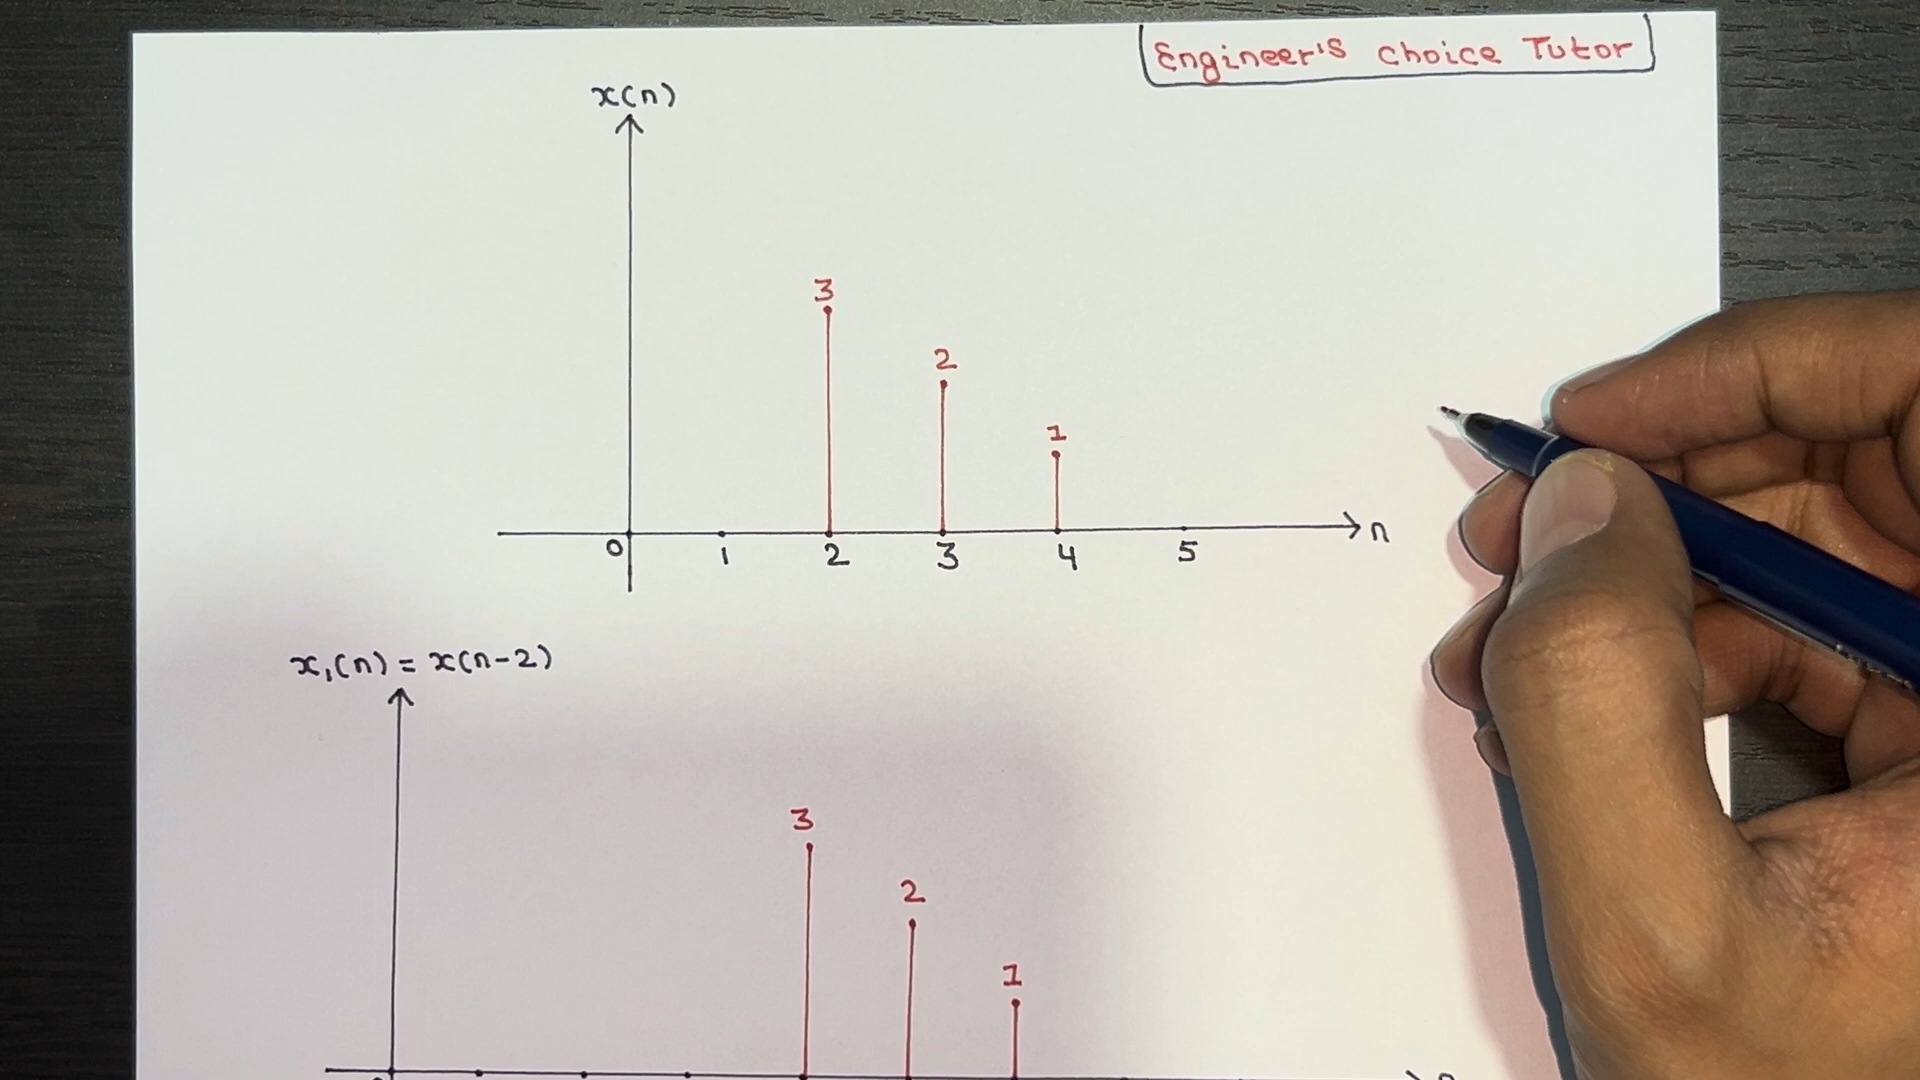 Engineer's Choice Tutor
x(n)
3
2
1
n
0 1 2 3 4 5
x₁(n) = x(n-2)
3
2
1